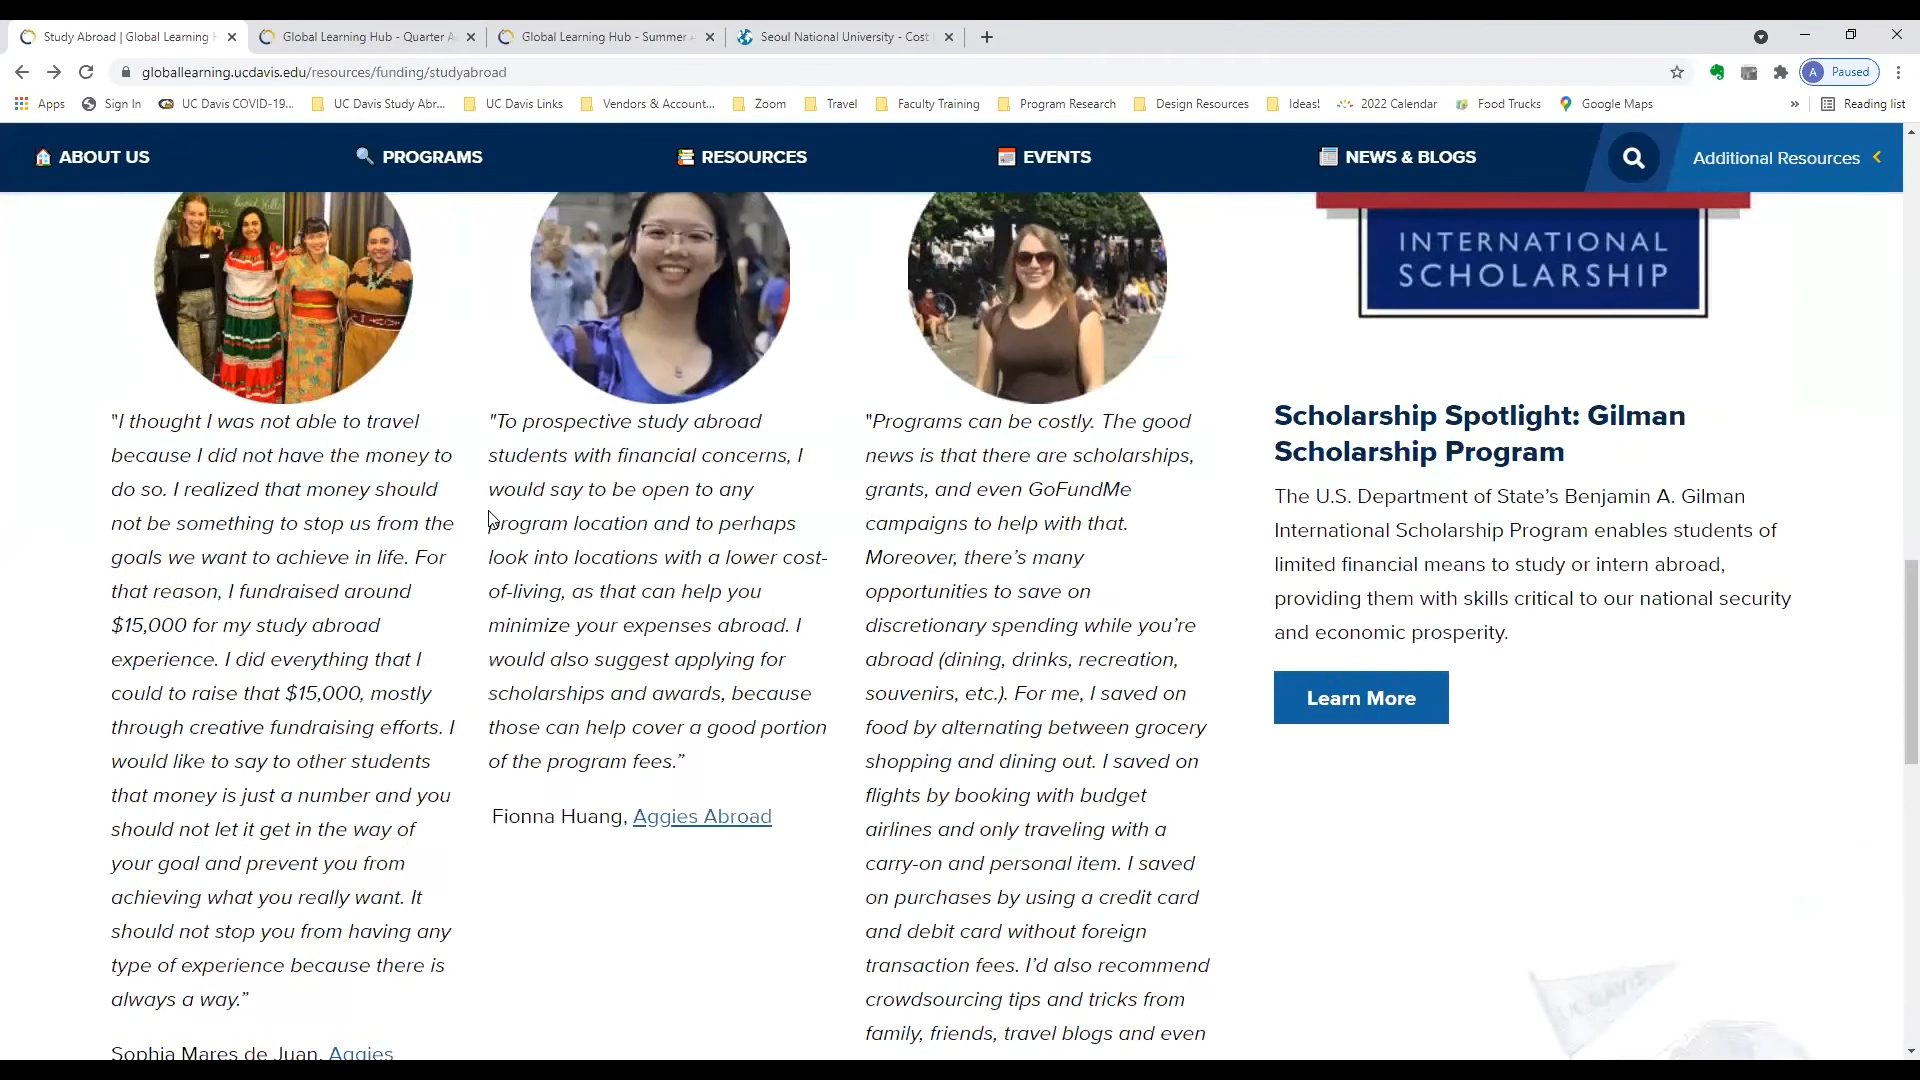 Study Abroad | Global Learning H
Global Learning Hub - Quarter A
Global Learning Hub - Summer
Seoul National University - Cost
globallearning.ucdavis.edu/resources/funding/studyabroad
A Paused
Apps
Sign In
UC Davis COVID-19...
UC Davis Study Abr...
UC Davis Links
Vendors & Account...
Zoom
Travel
Faculty Training
Program Research
Design Resources
Ideas!
2022 Calendar
Food Trucks
Google Maps
»
Reading list
ABOUT US
PROGRAMS
RESOURCES
EVENTS
NEWS & BLOGS
Additional Resources
"I thought I was not able to travel
because I did not have the money to
do so. I realized that money should
not be something to stop us from the
goals we want to achieve in life. For
that reason, I fundraised around
$15,000 for my study abroad
experience. I did everything that I
could to raise that $15,000, mostly
through creative fundraising efforts. I
would like to say to other students
that money is just a number and you
should not let it get in the way of
your goal and prevent you from
achieving what you really want. It
should not stop you from having any
type of experience because there is
always a way.”
Sophia Mares de Juan, Aggies
"To prospective study abroad
students with financial concerns, I
would say to be open to any
program location and to perhaps
look into locations with a lower cost-
of-living, as that can help you
minimize your expenses abroad. I
would also suggest applying for
scholarships and awards, because
those can help cover a good portion
of the program fees.”
Fionna Huang, Aggies Abroad
"Programs can be costly. The good
news is that there are scholarships,
grants, and even GoFundMe
campaigns to help with that.
Moreover, there’s many
opportunities to save on
discretionary spending while you’re
abroad (dining, drinks, recreation,
souvenirs, etc.). For me, I saved on
food by alternating between grocery
shopping and dining out. I saved on
flights by booking with budget
airlines and only traveling with a
carry-on and personal item. I saved
on purchases by using a credit card
and debit card without foreign
transaction fees. I’d also recommend
crowdsourcing tips and tricks from
family, friends, travel blogs and even
INTERNATIONAL
SCHOLARSHIP
Scholarship Spotlight: Gilman
Scholarship Program
The U.S. Department of State’s Benjamin A. Gilman
International Scholarship Program enables students of
limited financial means to study or intern abroad,
providing them with skills critical to our national security
and economic prosperity.
Learn More
UC DAVIS